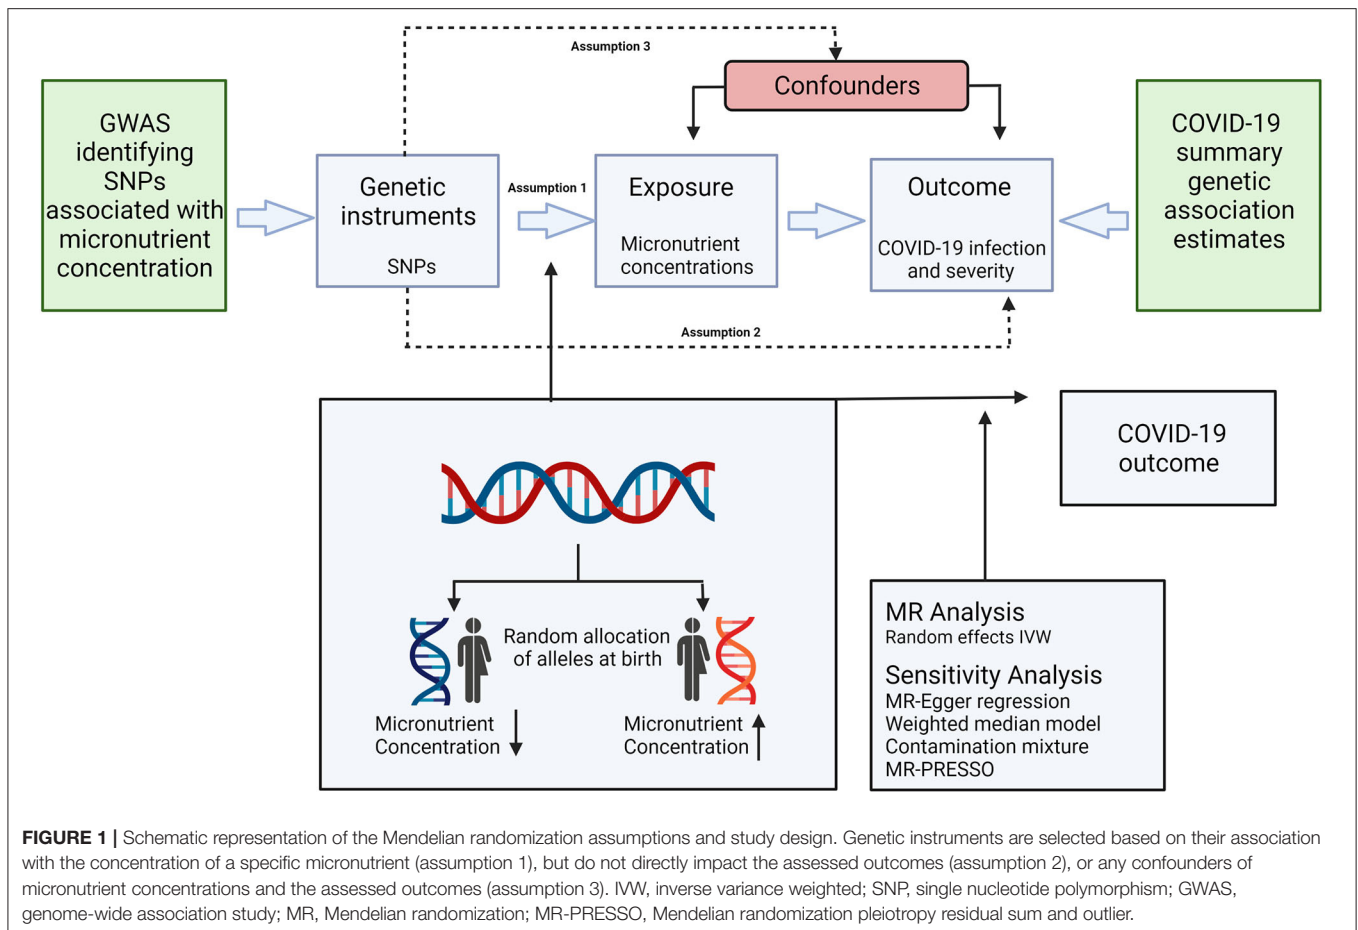 Assumption 3
Confounders
GWAS
identifying
SNPs
associated with
micronutrient
concentration
Genetic
instruments
SNPs
Assumption 1
Exposure
Micronutrient
concentrations
Outcome
COVID-19 infection
and severity
COVID-19
summary
genetic
association
estimates
Assumption 2
COVID-19
outcome
Random allocation
of alleles at birth
Micronutrient
Concentration
Micronutrient
Concentration
MR Analysis
Random effects IVW
Sensitivity Analysis
MR-Egger regression
Weighted median model
Contamination mixture
MR-PRESSO
FIGURE 1 | Schematic representation of the Mendelian randomization assumptions and study design. Genetic instruments are selected based on their association
with the concentration of a specific micronutrient (assumption 1), but do not directly impact the assessed outcomes (assumption 2), or any confounders of
micronutrient concentrations and the assessed outcomes (assumption 3). IVW, inverse variance weighted; SNP, single nucleotide polymorphism; GWAS,
genome-wide association study; MR, Mendelian randomization; MR-PRESSO, Mendelian randomization pleiotropy residual sum and outlier.